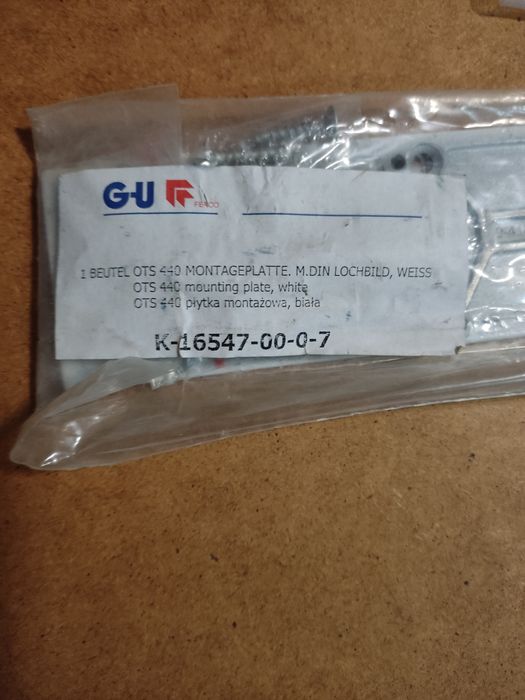 G-U
FERCO
1 BEUTEL OTS 440 MONTAGEPLATTE. M.DIN LOCHBILD, WEISS
OTS 440 mounting plate, white
OTS 440 płytka montażowa, biała
K-16547-00-0-7